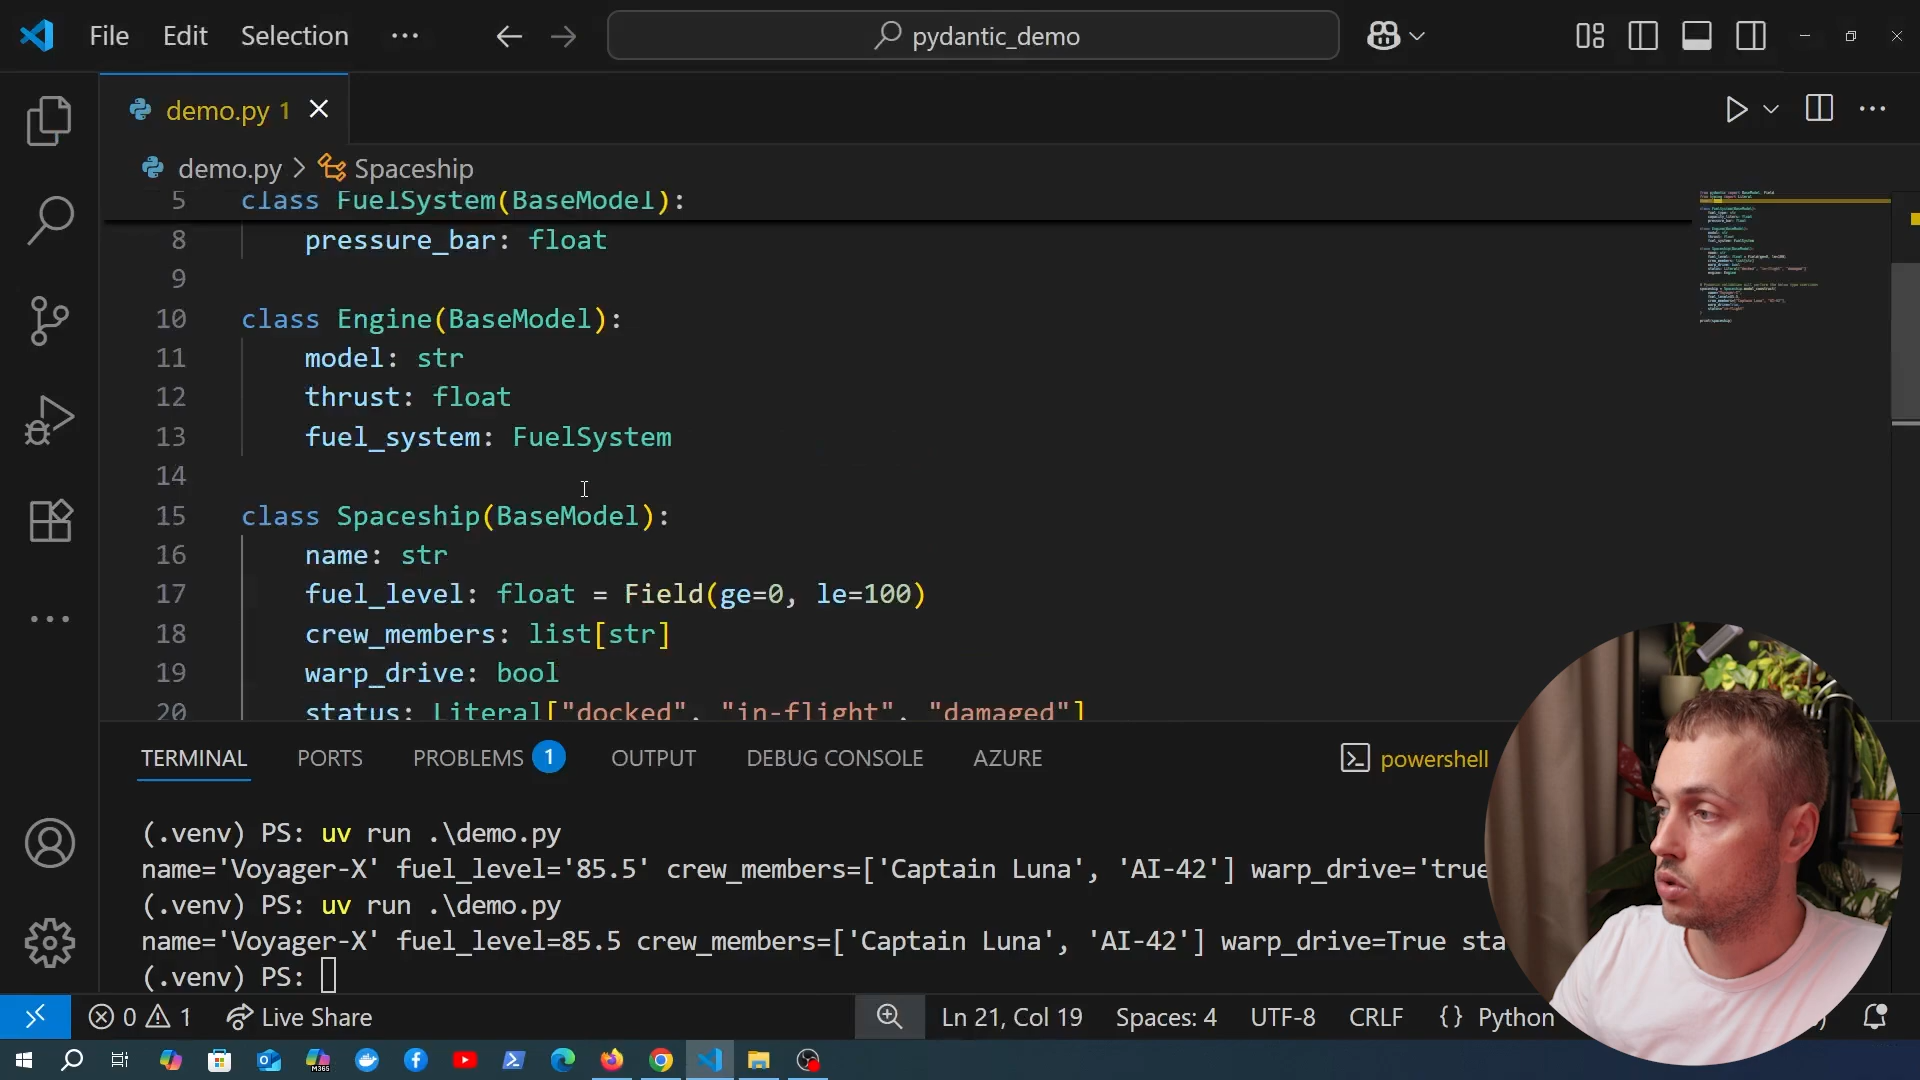 File Edit Selection ··· pydantic_demo
demo.py 1
demo.py > Spaceship
5 class FuelSystem(BaseModel):
8 pressure_bar: float
9
10 class Engine(BaseModel):
11 model: str
12 thrust: float
13 fuel_system: FuelSystem
14
15 class Spaceship(BaseModel):
16 name: str
17 fuel_level: float = Field(ge=0, le=100)
18 crew_members: list[str]
19 warp_drive: bool
20 status: Literal["docked", "in-flight", "damaged"]
TERMINAL PORTS PROBLEMS 1 OUTPUT DEBUG CONSOLE AZURE powershell
(.venv) PS: uv run .\demo.py
name='Voyager-X' fuel_level='85.5' crew_members=['Captain Luna', 'AI-42'] warp_drive='true
(.venv) PS: uv run .\demo.py
name='Voyager-X' fuel_level=85.5 crew_members=['Captain Luna', 'AI-42'] warp_drive=True sta
(.venv) PS:
0 1 Live Share Ln 21, Col 19 Spaces: 4 UTF-8 CRLF {} Python